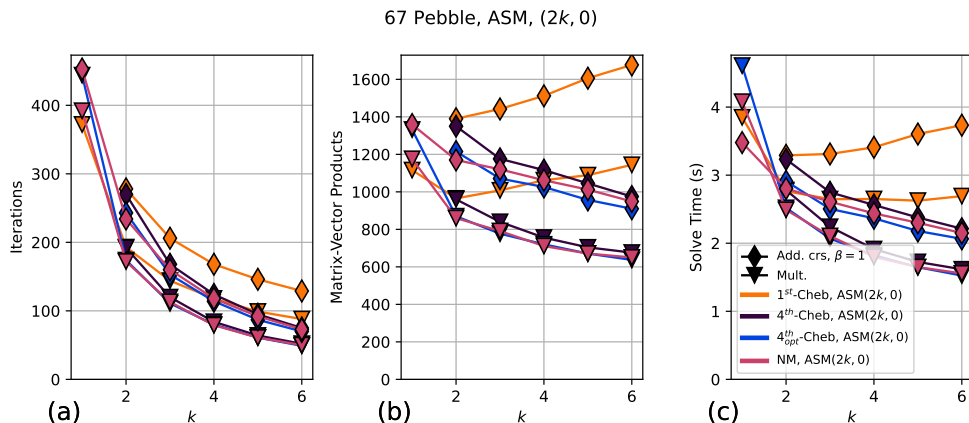 67 Pebble, ASM, (2k, 0)
Iterations
400
300
200
100
0
2
4
6
k
(a)
Matrix-Vector Products
1600
1400
1200
1000
800
600
400
200
0
2
4
6
k
(b)
Solve Time (s)
4
3
2
1
0
2
4
6
k
(c)
Add. crs, β = 1
Mult.
1st-Cheb, ASM(2k, 0)
4th-Cheb, ASM(2k, 0)
4thopt-Cheb, ASM(2k, 0)
NM, ASM(2k, 0)